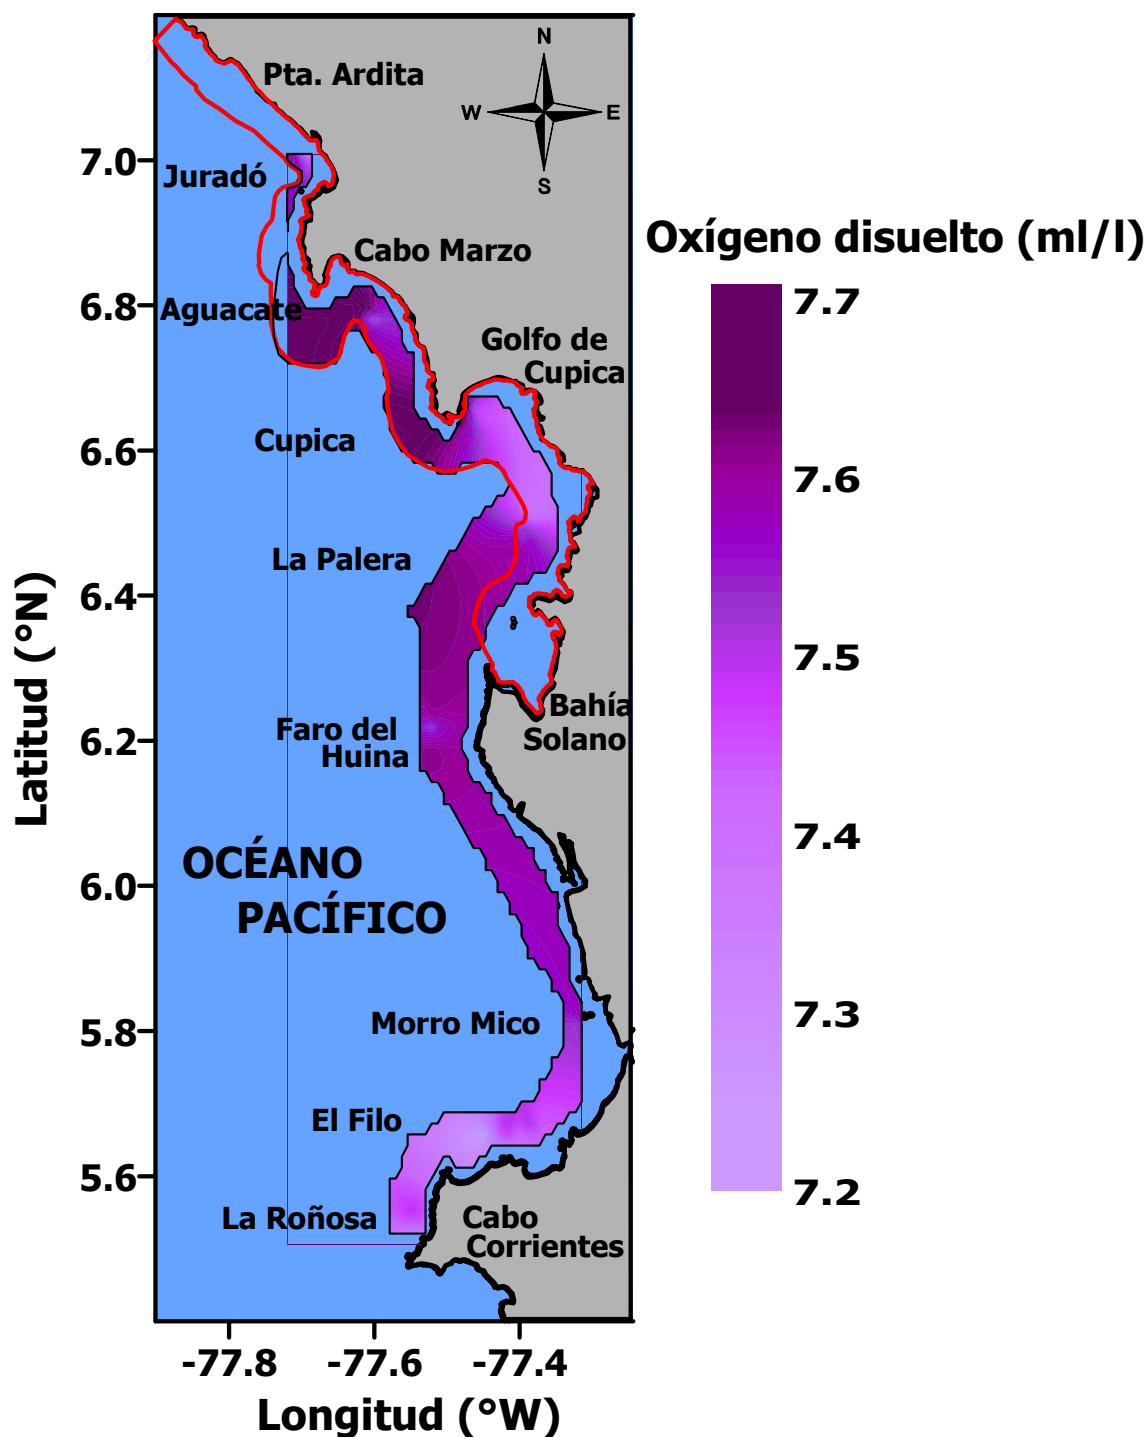 N
W
E
S
Pta. Ardita
Juradó
Cabo Marzo
Aguacate
Golfo de
Cupica
Cupica
La Palera
Bahía
Solano
Faro del
Huina
OCÉANO
PACÍFICO
Morro Mico
El Filo
La Roñosa
Cabo
Corrientes
7.0
6.8
6.6
6.4
6.2
6.0
5.8
5.6
Latitud (°N)
-77.8
-77.6
-77.4
Longitud (°W)
Oxígeno disuelto (ml/l)
7.7
7.6
7.5
7.4
7.3
7.2